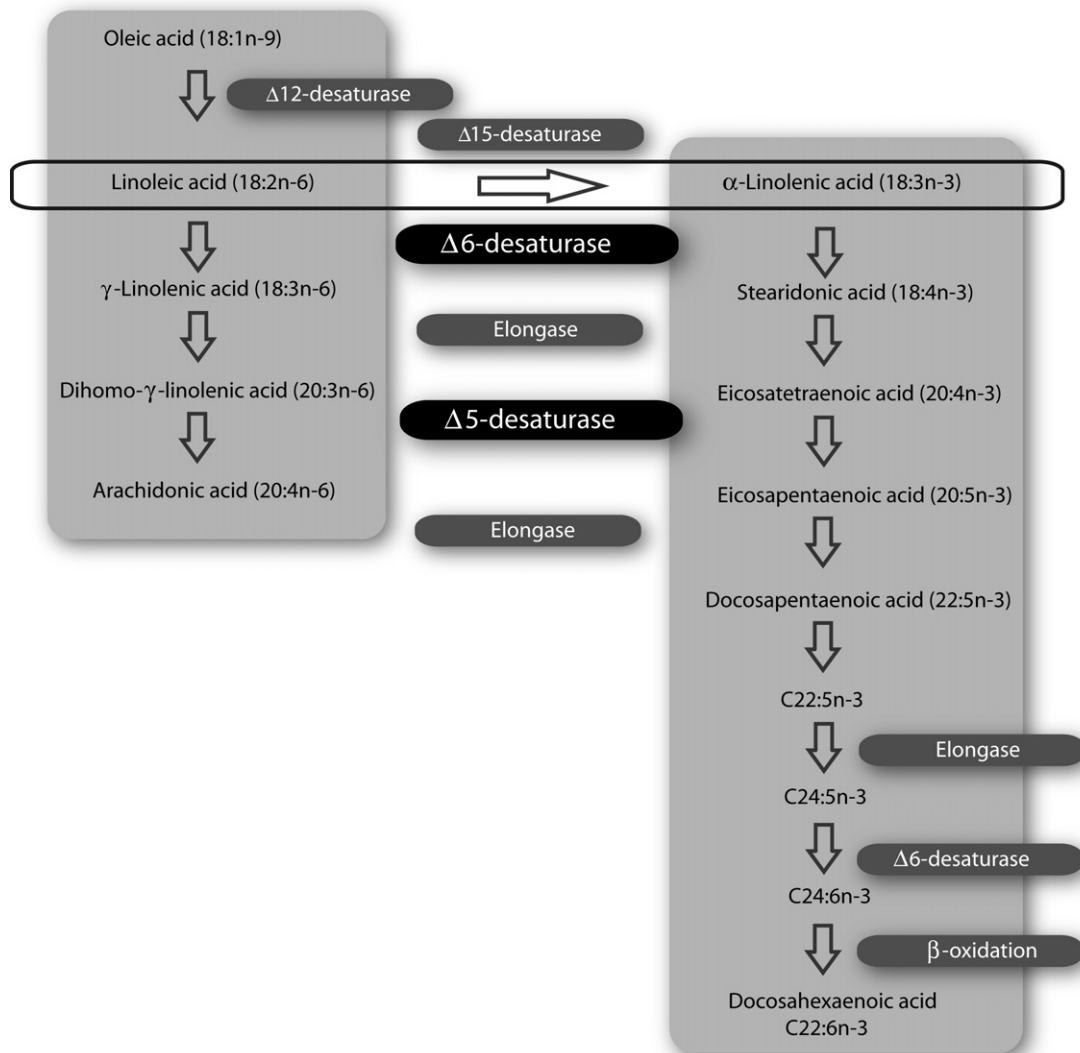 Oleic acid (18:1n-9)
Δ12-desaturase
Δ15-desaturase
Linoleic acid (18:2n-6)
α-Linolenic acid (18:3n-3)
Δ6-desaturase
γ-Linolenic acid (18:3n-6)
Stearidonic acid (18:4n-3)
Elongase
Dihomo-γ-linolenic acid (20:3n-6)
Eicosatetraenoic acid (20:4n-3)
Δ5-desaturase
Arachidonic acid (20:4n-6)
Eicosapentaenoic acid (20:5n-3)
Elongase
Docosapentaenoic acid (22:5n-3)
C22:5n-3
Elongase
C24:5n-3
Δ6-desaturase
C24:6n-3
β-oxidation
Docosahexaenoic acid
C22:6n-3